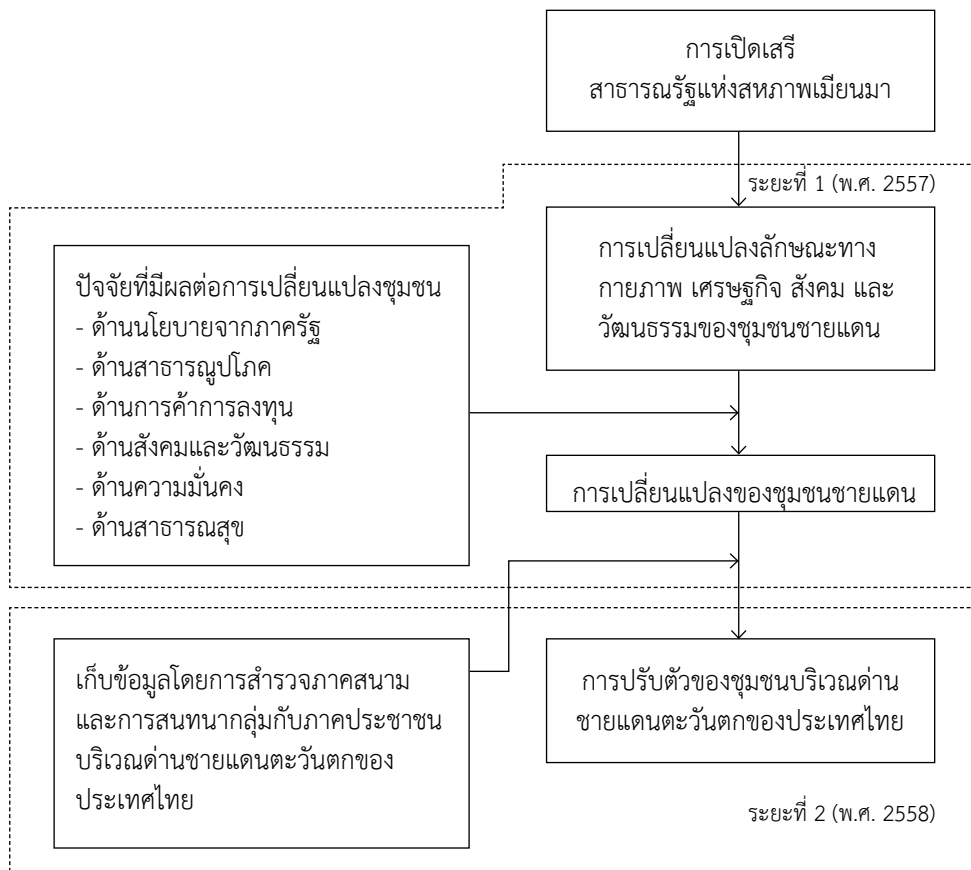 การเปิดเสรี
สาธารณรัฐแห่งสหภาพเมียนมา
ระยะที่ 1 (พ.ศ. 2557)
การเปลี่ยนแปลงลักษณะทาง
กายภาพ เศรษฐกิจ สังคม และ
วัฒนธรรมของชุมชนชายแดน
ปัจจัยที่มีผลต่อการเปลี่ยนแปลงชุมชน
- ด้านนโยบายจากภาครัฐ
- ด้านสาธารณูปโภค
- ด้านการค้าการลงทุน
- ด้านสังคมและวัฒนธรรม
- ด้านความมั่นคง
- ด้านสาธารณสุข
การเปลี่ยนแปลงของชุมชนชายแดน
เก็บข้อมูลโดยการสำรวจภาคสนาม
และการสนทนากลุ่มกับภาคประชาชน
บริเวณด่านชายแดนตะวันตกของ
ประเทศไทย
การปรับตัวของชุมชนบริเวณด่าน
ชายแดนตะวันตกของประเทศไทย
ระยะที่ 2 (พ.ศ. 2558)